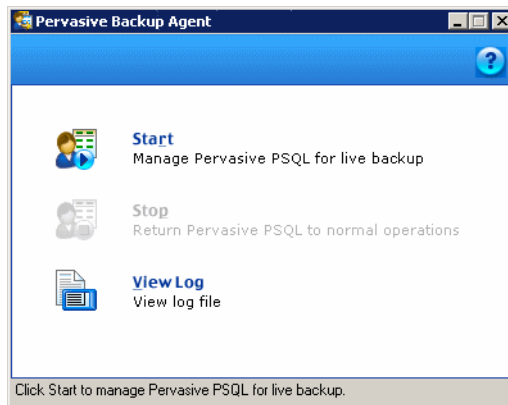 Pervasive Backup Agent
?
Start
Manage Pervasive PSQL for live backup
Stop
Return Pervasive PSQL to normal operations
View Log
View log file
Click Start to manage Pervasive PSQL for live backup.